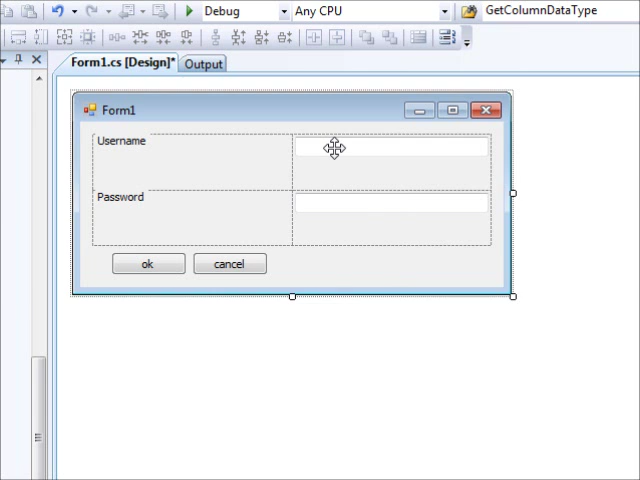 Debug Any CPU GetColumnDataType
Form1.cs [Design]* Output
Form1
Username
Password
ok cancel